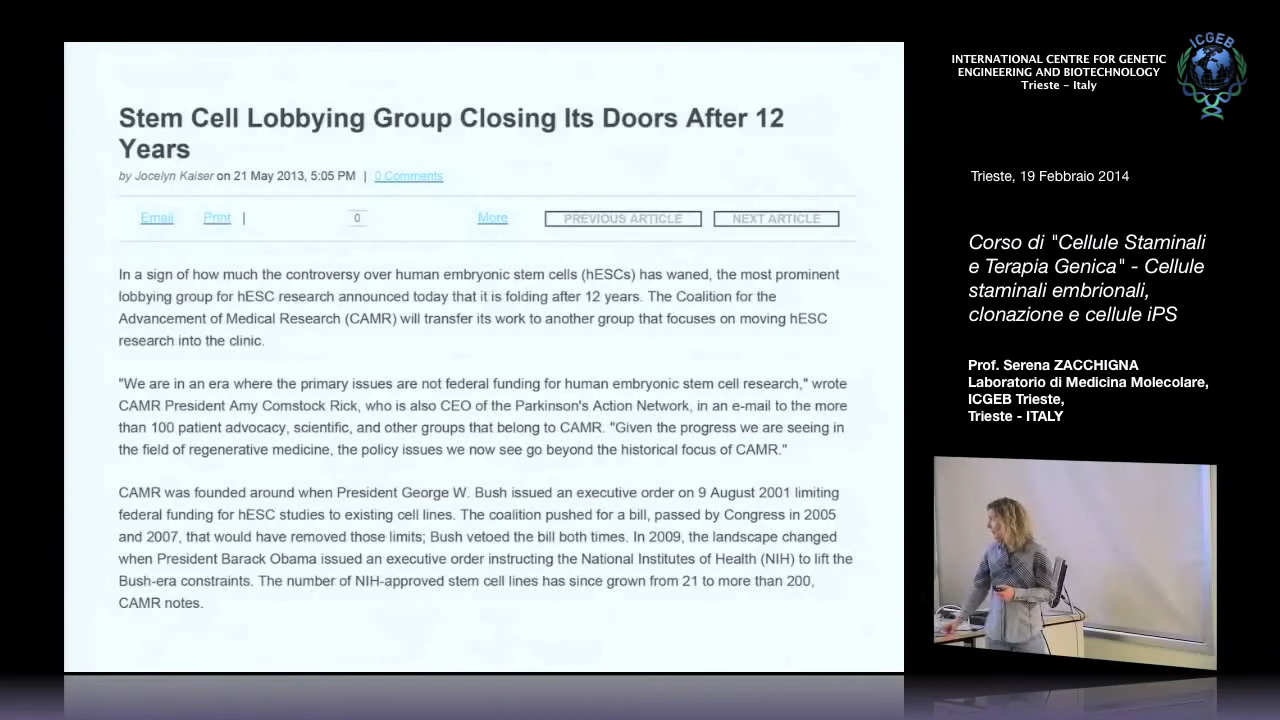 Stem Cell Lobbying Group Closing Its Doors After 12
Years
by Jocelyn Kaiser on 21 May 2013, 5:05 PM | 0 Comments
Email Print | 0 More PREVIOUS ARTICLE NEXT ARTICLE
In a sign of how much the controversy over human embryonic stem cells (hESCs) has waned, the most prominent
lobbying group for hESC research announced today that it is folding after 12 years. The Coalition for the
Advancement of Medical Research (CAMR) will transfer its work to another group that focuses on moving hESC
research into the clinic.
"We are in an era where the primary issues are not federal funding for human embryonic stem cell research," wrote
CAMR President Amy Comstock Rick, who is also CEO of the Parkinson's Action Network, in an e-mail to the more
than 100 patient advocacy, scientific, and other groups that belong to CAMR. "Given the progress we are seeing in
the field of regenerative medicine, the policy issues we now see go beyond the historical focus of CAMR."
CAMR was founded around when President George W. Bush issued an executive order on 9 August 2001 limiting
federal funding for hESC studies to existing cell lines. The coalition pushed for a bill, passed by Congress in 2005
and 2007, that would have removed those limits; Bush vetoed the bill both times. In 2009, the landscape changed
when President Barack Obama issued an executive order instructing the National Institutes of Health (NIH) to lift the
Bush-era constraints. The number of NIH-approved stem cell lines has since grown from 21 to more than 200,
CAMR notes.
INTERNATIONAL CENTRE FOR GENETIC
ENGINEERING AND BIOTECHNOLOGY
Trieste - Italy
ICGEB
Trieste, 19 Febbraio 2014
Corso di "Cellule Staminali
e Terapia Genica" - Cellule
staminali embrionali,
clonazione e cellule iPS
Prof. Serena ZACCHIGNA
Laboratorio di Medicina Molecolare,
ICGEB Trieste,
Trieste - ITALY